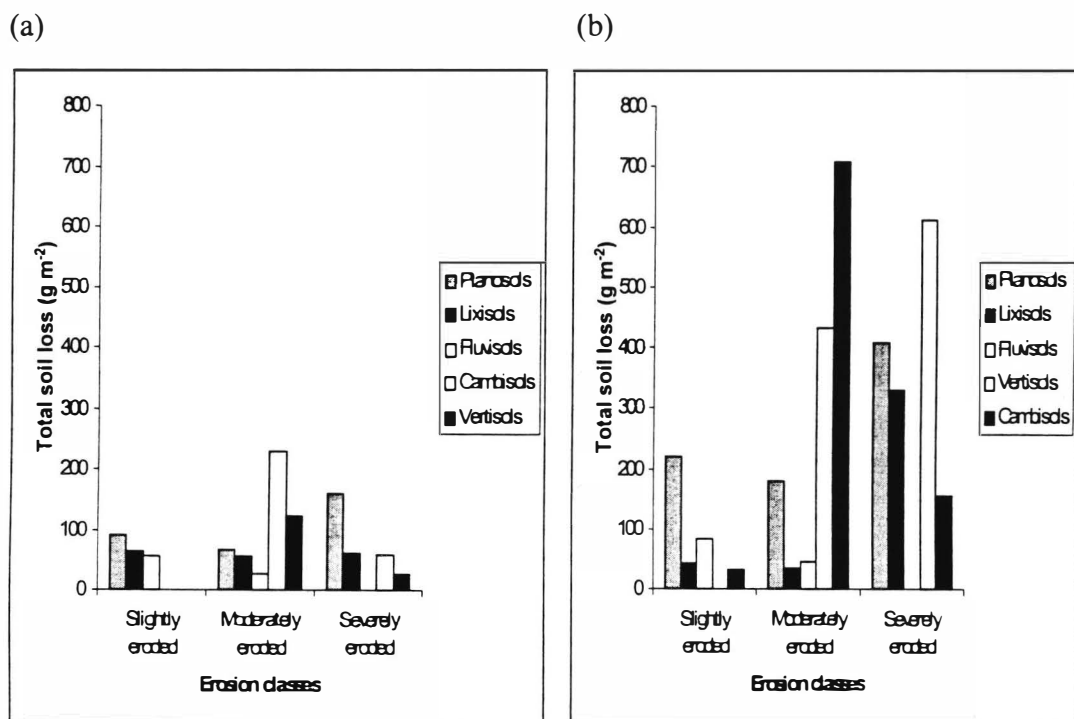 (a)
800
700
600
500
400
300
200
100
0
Total soil loss (g m-2)
Slightly eroded
Moderately eroded
Severely eroded
Erosion classes
Planosols
Lixisols
Fluvisols
Cambisols
Vertisols
(b)
800
700
600
500
400
300
200
100
0
Total soil loss (g m-2)
Slightly eroded
Moderately eroded
Severely eroded
Erosion classes
Planosols
Lixisols
Fluvisols
Vertisols
Cambisols